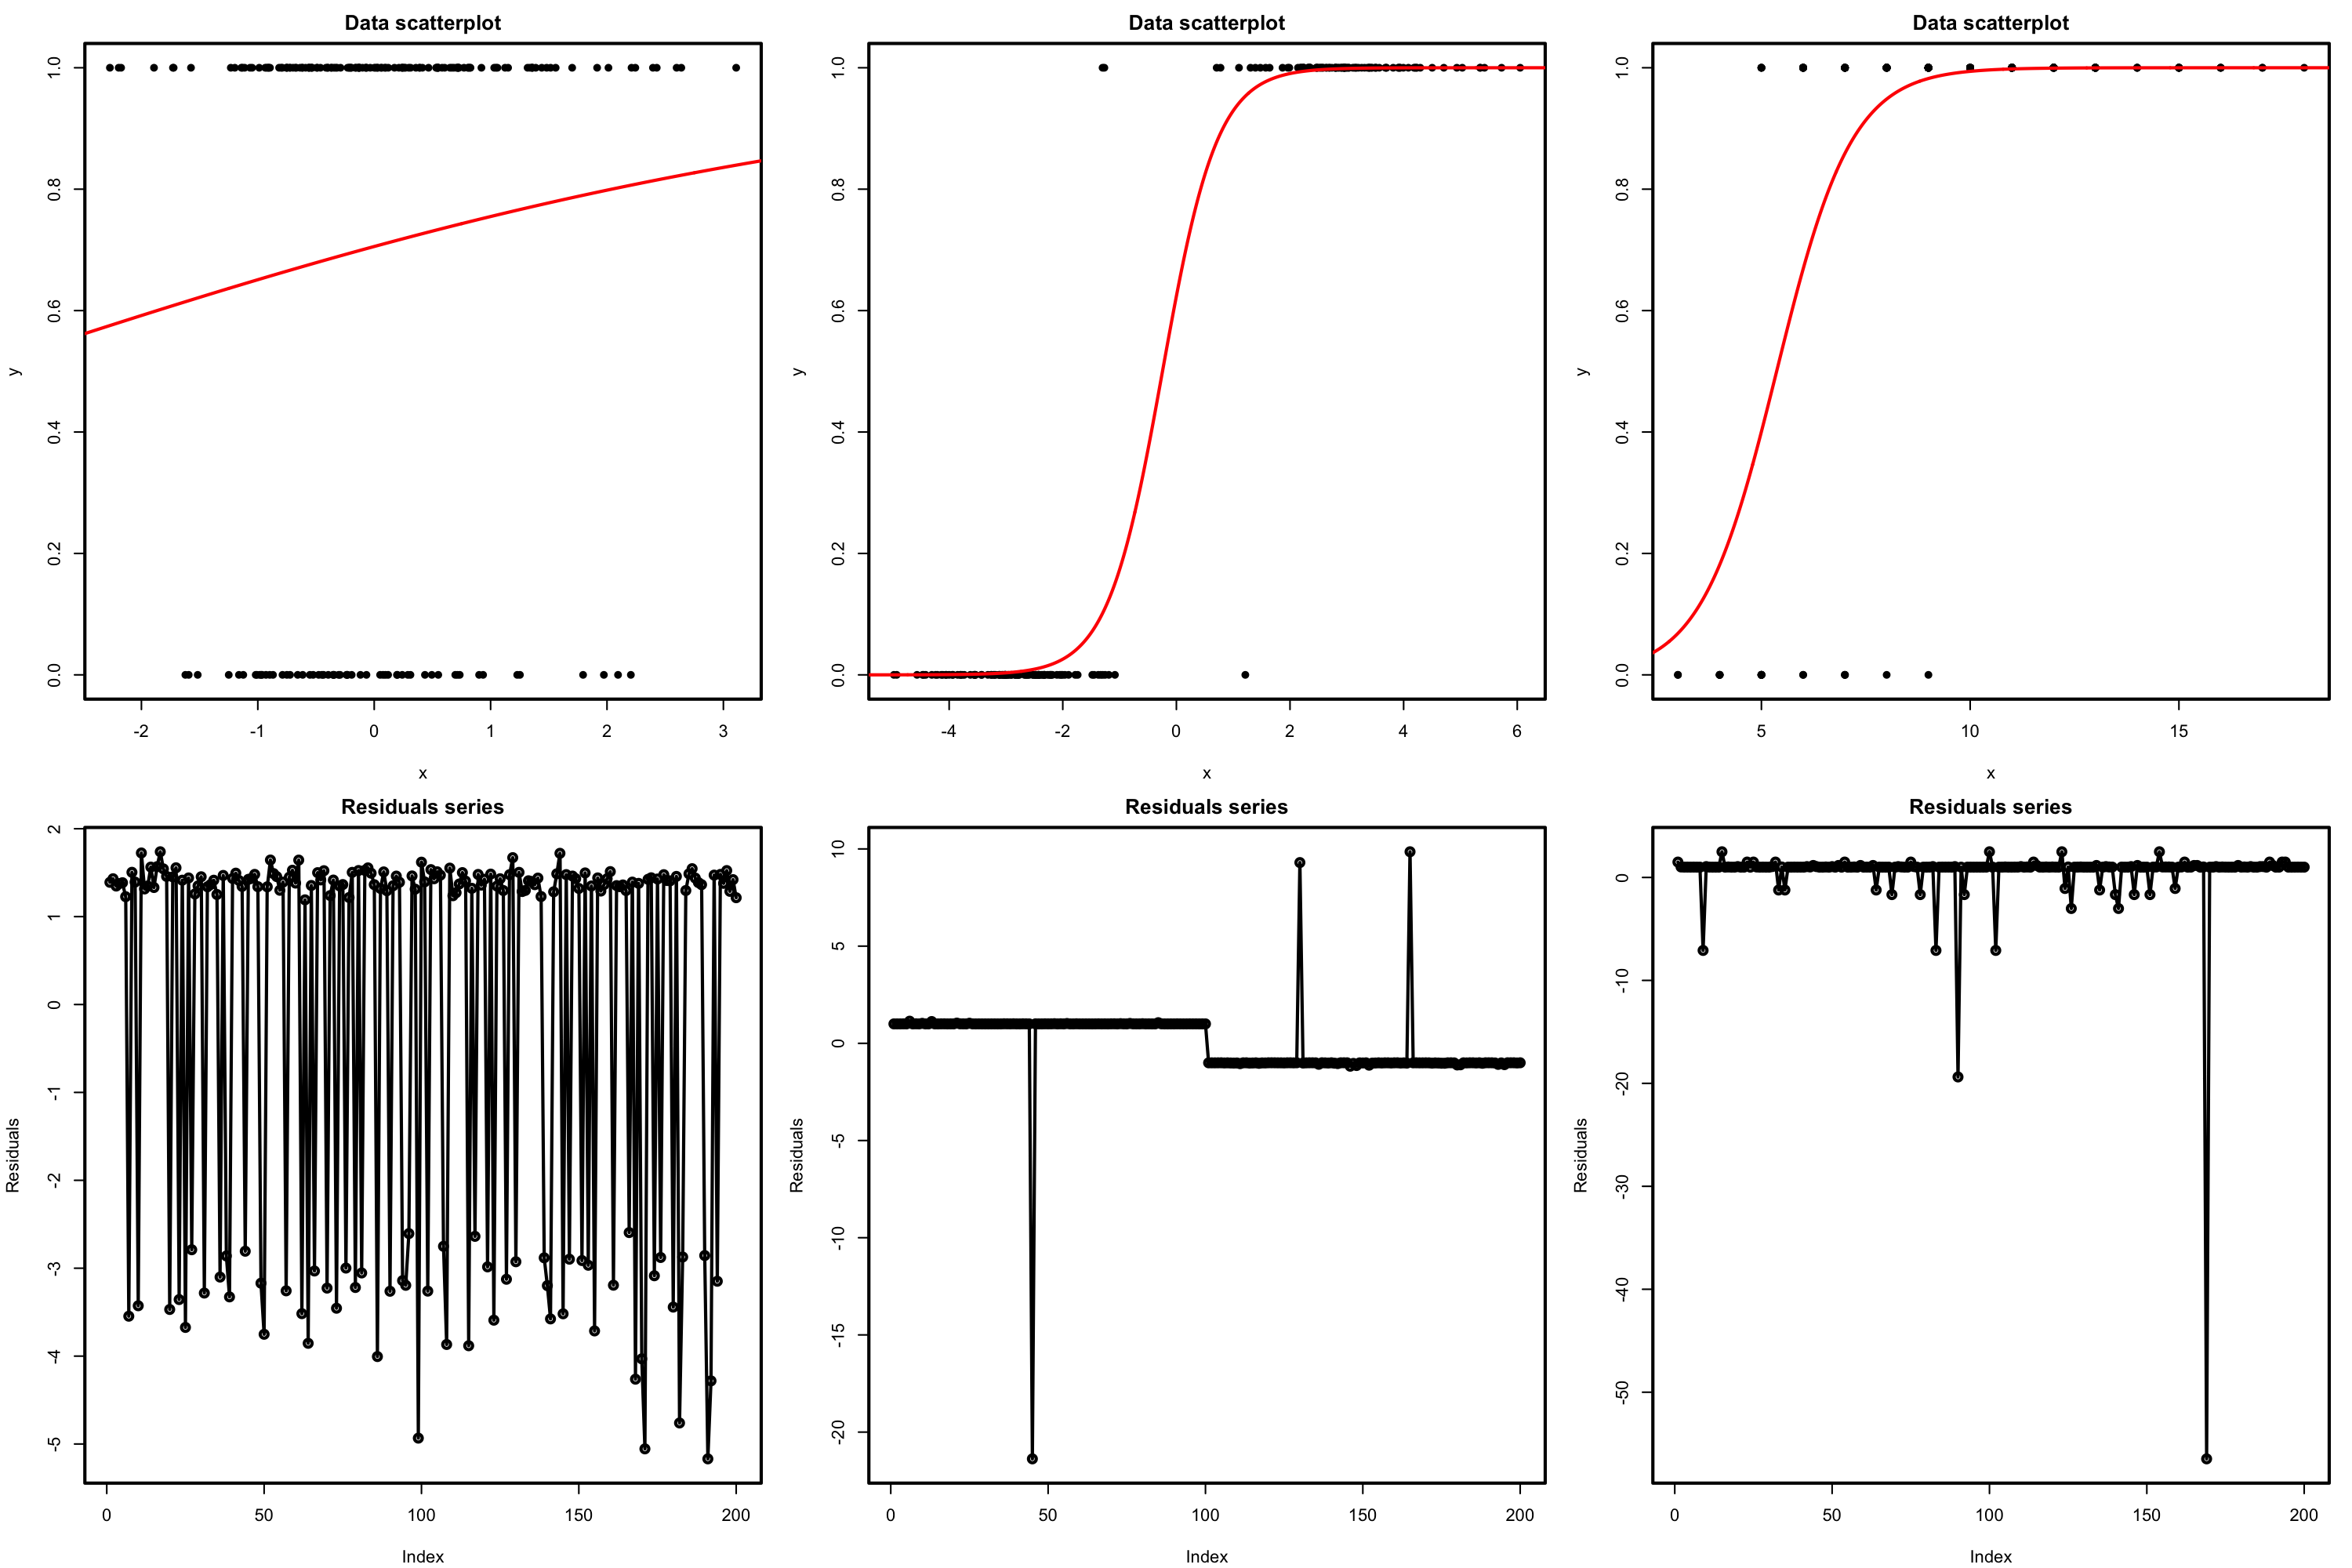 Data scatterplot
y
0.0 0.2 0.4 0.6 0.8 1.0
-2 -1 0 1 2 3
x
Data scatterplot
y
0.0 0.2 0.4 0.6 0.8 1.0
-4 -2 0 2 4 6
x
Data scatterplot
y
0.0 0.2 0.4 0.6 0.8 1.0
5 10 15
x
Residuals series
Residuals
-5 -4 -3 -2 -1 0 1 2
0 50 100 150 200
Index
Residuals series
Residuals
-20 -15 -10 -5 0 5 10
0 50 100 150 200
Index
Residuals series
Residuals
-50 -40 -30 -20 -10 0
0 50 100 150 200
Index